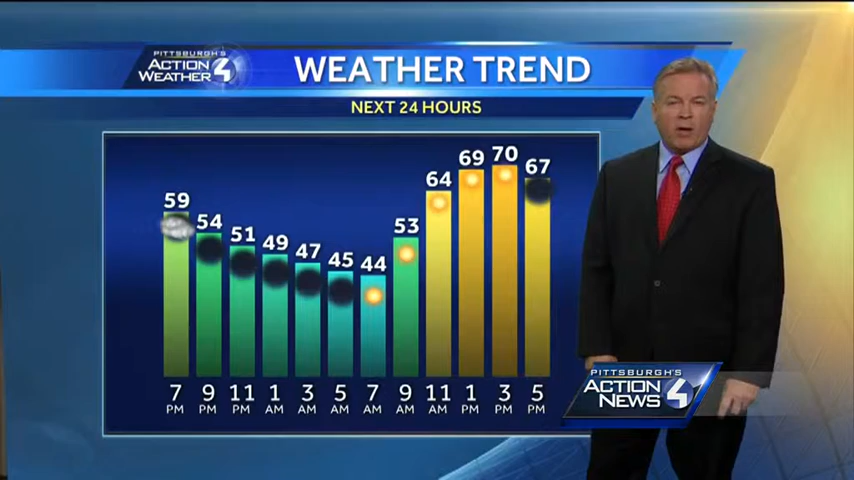 PITTSBURGH'S
ACTION
WEATHER 4
WEATHER TREND
NEXT 24 HOURS
59 54 51 49 47 45 44 53 64 69 70 67
7 9 11 1 3 5 7 9 11 1 3 5
PM PM PM AM AM AM AM AM AM PM PM PM
PITTSBURGH'S
ACTION
NEWS 4